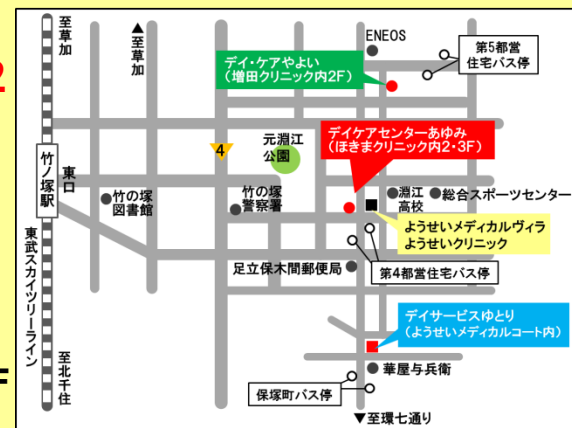 至草加
▲至草加
ENEOS
第5都営
住宅バス停
デイ・ケアやよい
(増田クリニック内2F)
2
4
元淵江
公園
デイケアセンターあゆみ
(ほきまクリニック内2・3F)
竹ノ塚駅
東口
竹の塚
図書館
竹の塚
警察署
淵江
高校
総合スポーツセンター
ようせいメディカルヴィラ
ようせいクリニック
東武スカイツリーライン
足立保木間郵便局
第4都営住宅バス停
デイサービスゆとり
(ようせいメディカルコート内)
至北千住
F
華屋与兵衛
保塚町バス停
▼至環七通り